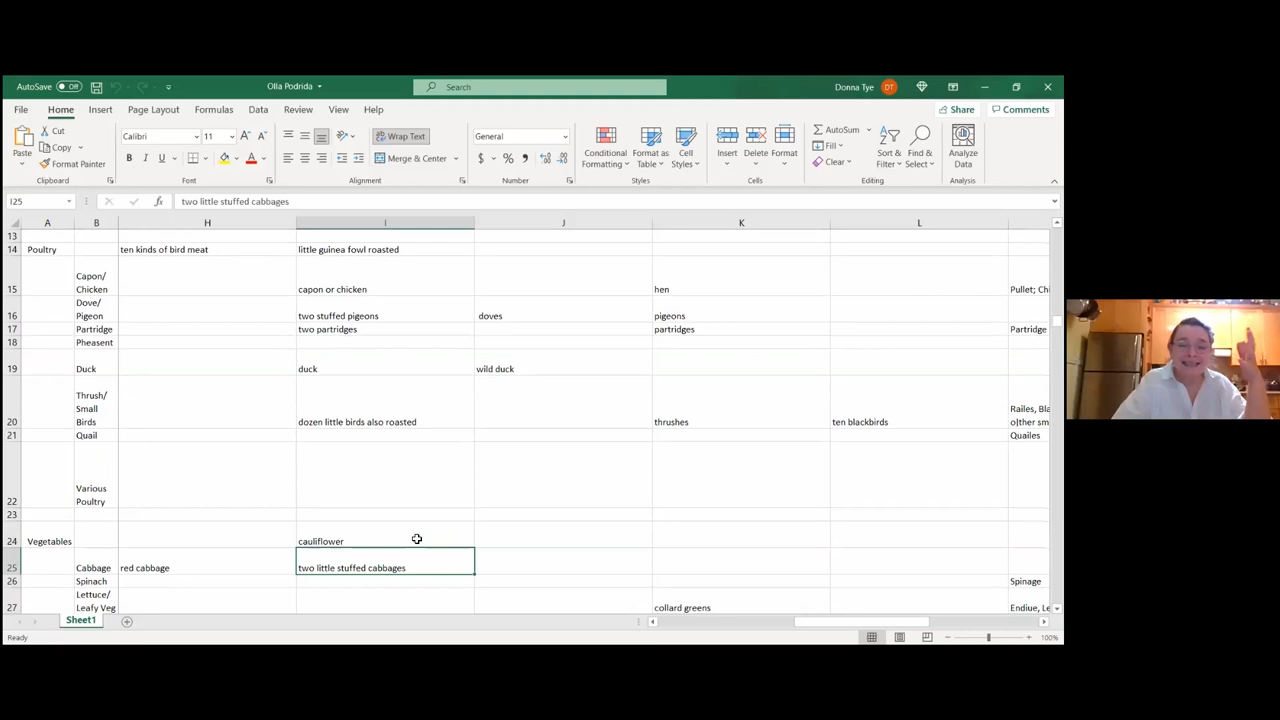 AutoSave Off Olla Podrida Search Donna Tye DT
File Home Insert Page Layout Formulas Data Review View Help Share Comments
Paste Cut Copy Format Painter Clipboard
Calibri 11 B I U A Font
Wrap Text Merge & Center Alignment
General $ % , Number
Conditional Formatting Format as Table Cell Styles Styles
Insert Delete Format Cells
AutoSum Fill Clear Sort & Filter Find & Select Editing
Analyze Data Analysis
I25 fx two little stuffed cabbages
A B H I J K L
13
14 Poultry ten kinds of bird meat little guinea fowl roasted
Capon/
15 Chicken capon or chicken hen Pullet; Chi
Dove/
16 Pigeon two stuffed pigeons doves pigeons
17 Partridge two partridges partridges Partridge
18 Pheasent
19 Duck duck wild duck
Thrush/
Small Railes, Bla
20 Birds dozen little birds also roasted thrushes ten blackbirds o[ther sm
21 Quail Quailes
Various
22 Poultry
23
24 Vegetables cauliflower
25 Cabbage red cabbage two little stuffed cabbages
26 Spinach Spinage
Lettuce/
27 Leafy Veg collard greens Endiue, Le
Sheet1
Ready 100%